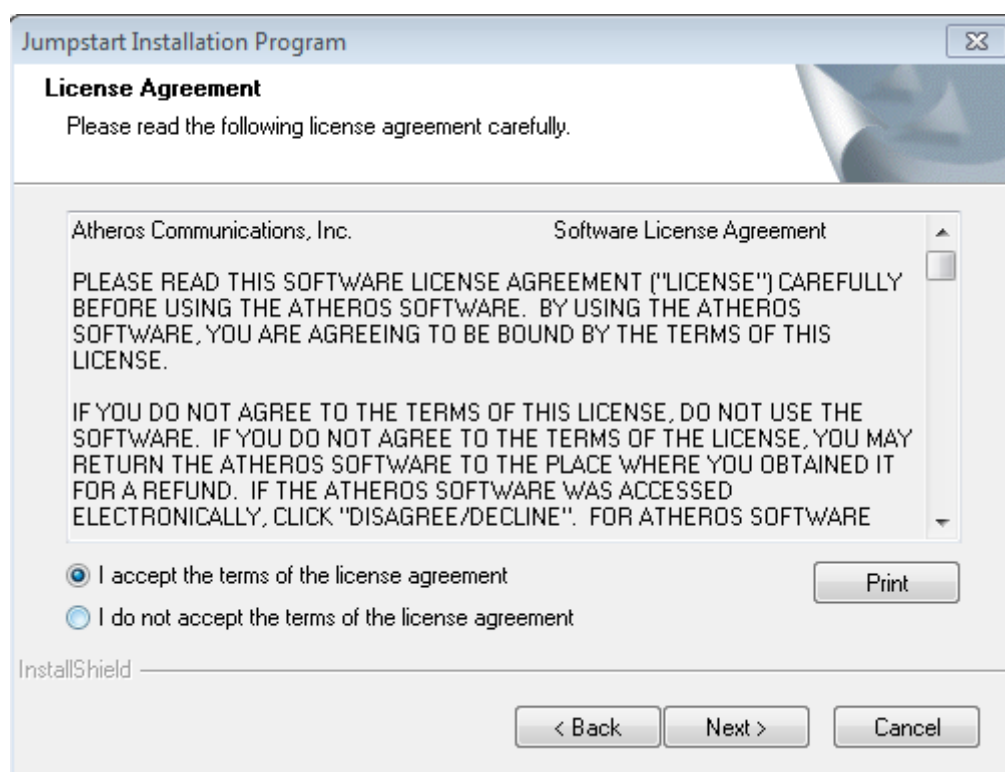 Jumpstart Installation Program
License Agreement
Please read the following license agreement carefully.
Atheros Communications, Inc. Software License Agreement
PLEASE READ THIS SOFTWARE LICENSE AGREEMENT ("LICENSE") CAREFULLY
BEFORE USING THE ATHEROS SOFTWARE. BY USING THE ATHEROS
SOFTWARE, YOU ARE AGREEING TO BE BOUND BY THE TERMS OF THIS
LICENSE.
IF YOU DO NOT AGREE TO THE TERMS OF THIS LICENSE, DO NOT USE THE
SOFTWARE. IF YOU DO NOT AGREE TO THE TERMS OF THE LICENSE, YOU MAY
RETURN THE ATHEROS SOFTWARE TO THE PLACE WHERE YOU OBTAINED IT
FOR A REFUND. IF THE ATHEROS SOFTWARE WAS ACCESSED
ELECTRONICALLY, CLICK "DISAGREE/DECLINE". FOR ATHEROS SOFTWARE
I accept the terms of the license agreement
Print
I do not accept the terms of the license agreement
InstallShield
< Back Next > Cancel